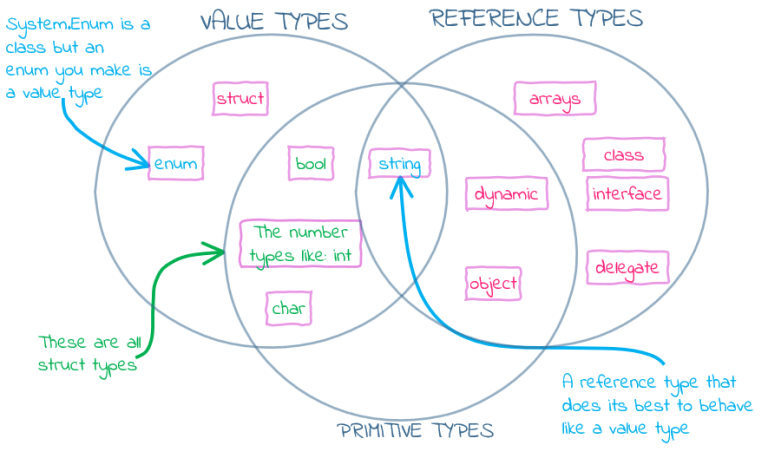 System.Enum is a
class but an
enum you make is
a value type
VALUE TYPES
REFERENCE TYPES
struct
arrays
enum
bool
string
class
dynamic
interface
The number
types like: int
delegate
object
char
These are all
struct types
A reference type that
does its best to behave
like a value type
PRIMITIVE TYPES